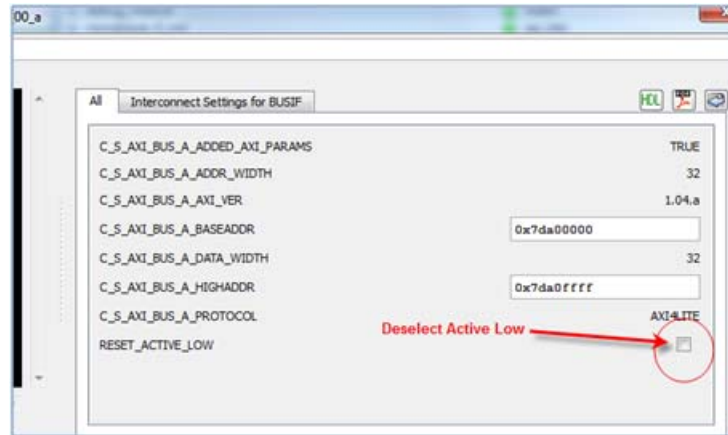 00_a
All Interconnect Settings for BUSIF
HDL
C_S_AXI_BUS_A_ADDED_AXI_PARAMS TRUE
C_S_AXI_BUS_A_ADDR_WIDTH 32
C_S_AXI_BUS_A_AXI_VER 1.04.a
C_S_AXI_BUS_A_BASEADDR 0x7da00000
C_S_AXI_BUS_A_DATA_WIDTH 32
C_S_AXI_BUS_A_HIGHADDR 0x7da0ffff
C_S_AXI_BUS_A_PROTOCOL AXI4LITE
Deselect Active Low
RESET_ACTIVE_LOW